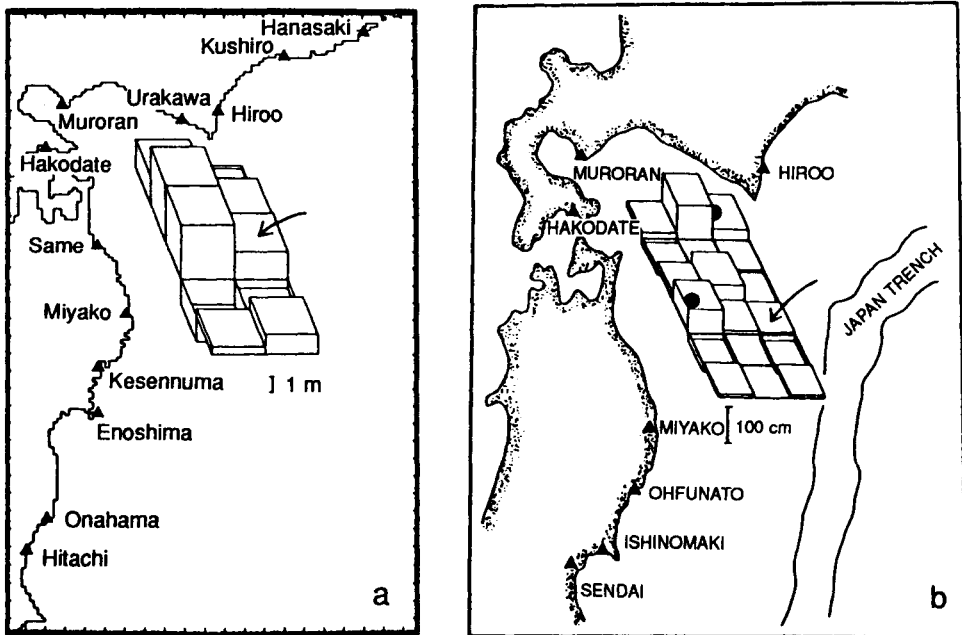 Hanasaki
Kushiro
Urakawa
Hiroo
Muroran
Hakodate
Same
Miyako
1 m
Kesennuma
Enoshima
Onahama
Hitachi
a
MURORAN
HIROO
HAKODATE
JAPAN TRENCH
MIYAKO
100 cm
OHFUNATO
ISHINOMAKI
SENDAI
b